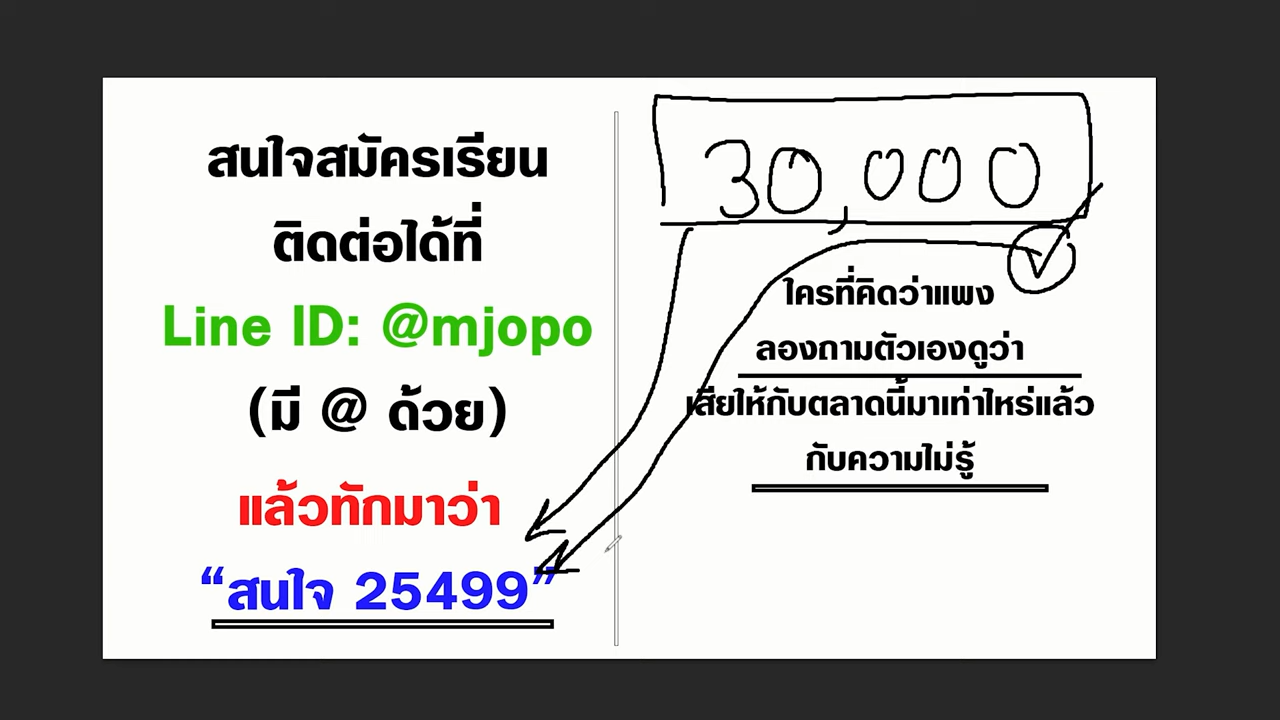 สนใจสมัครเรียน
ติดต่อได้ที่
Line ID: @mjopo
(มี @ ด้วย)
แล้วทักมาว่า
“สนใจ 25499”
30,000
ใครที่คิดว่าแพง
ลองถามตัวเองดูว่า
เสียให้กับตลาดนี้มาเท่าไหร่แล้ว
กับความไม่รู้